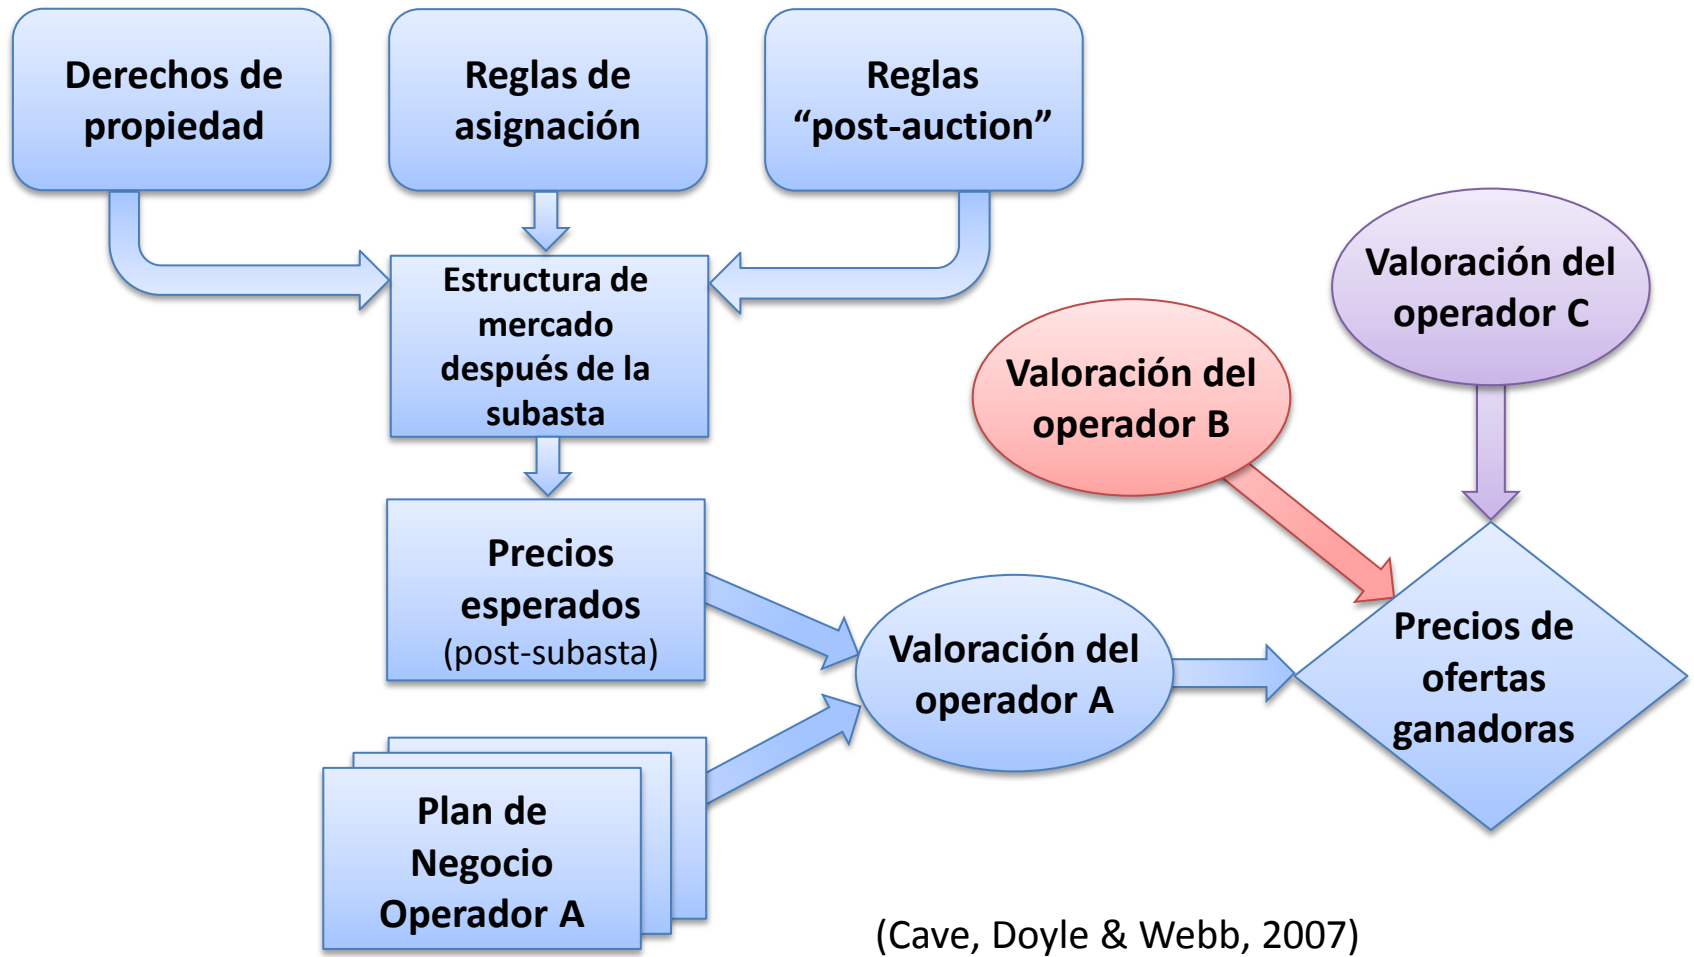 Derechos de
propiedad
Reglas de
asignación
Reglas
“post-auction”
Estructura de
mercado
después de la
subasta
Valoración del
operador C
Valoración del
operador B
Precios
esperados
(post-subasta)
Valoración del
operador A
Precios de
ofertas
ganadoras
Plan de
Negocio
Operador A
(Cave, Doyle & Webb, 2007)